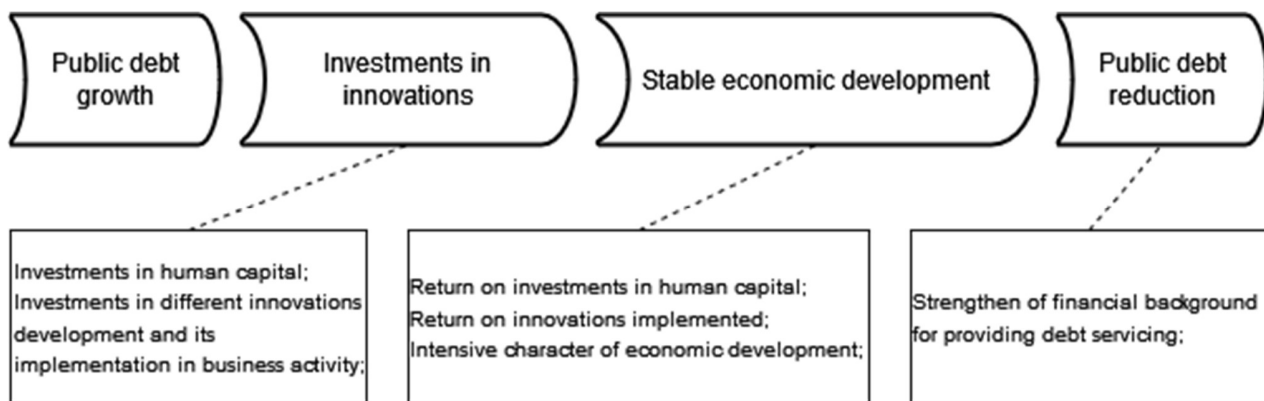 Public debt
growth
Investments in
innovations
Stable economic development
Public debt
reduction
Investments in human capital;
Investments in different innovations
development and its
implementation in business activity;
Return on investments in human capital;
Return on innovations implemented;
Intensive character of economic development;
Strengthen of financial background
for providing debt servicing;